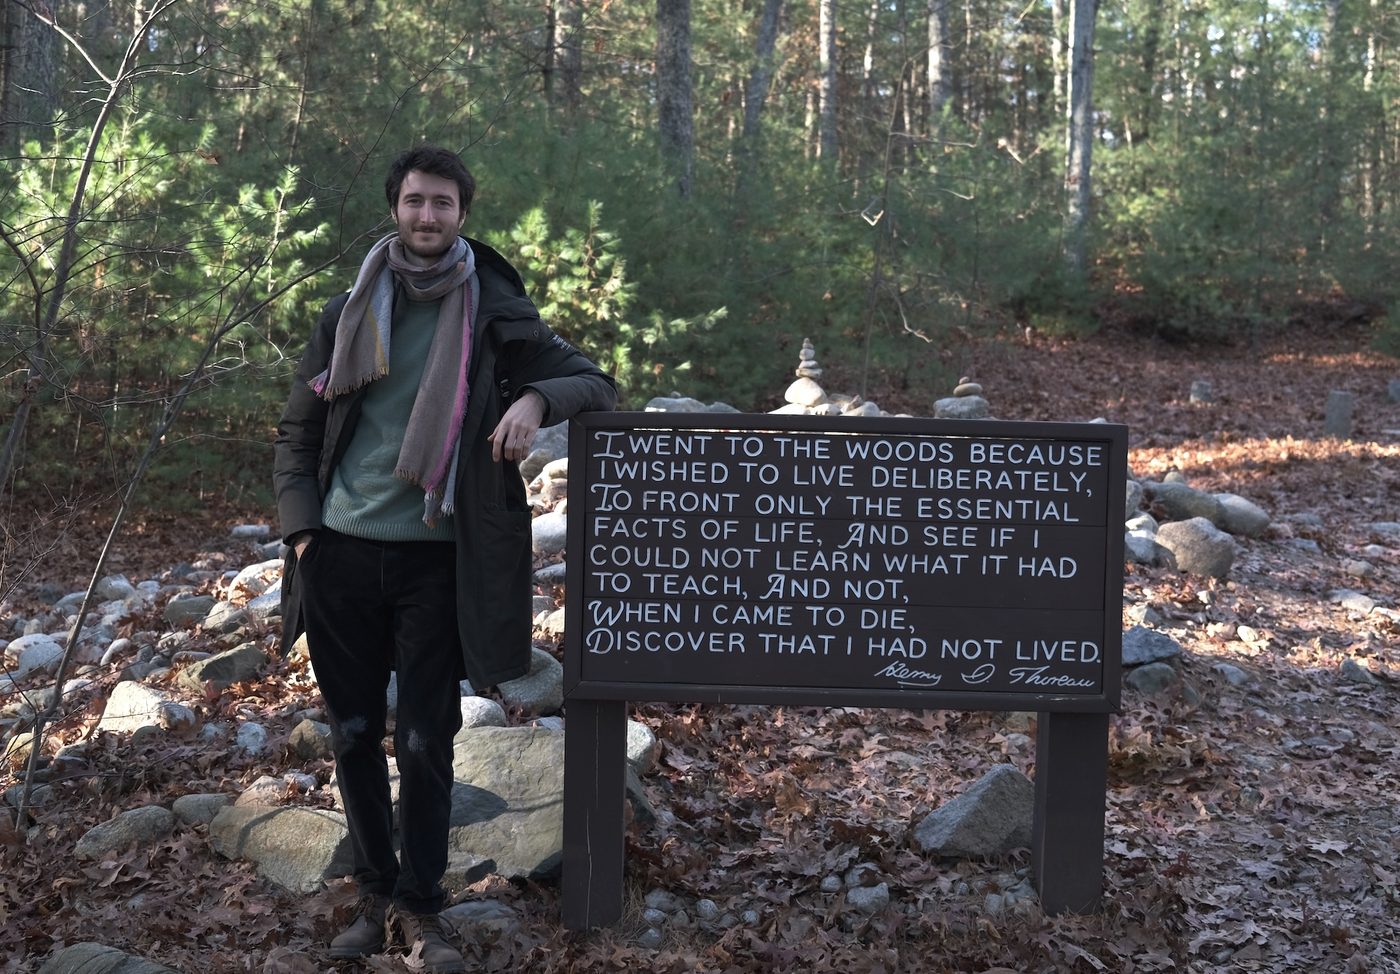 I WENT TO THE WOODS BECAUSE
I WISHED TO LIVE DELIBERATELY,
TO FRONT ONLY THE ESSENTIAL
FACTS OF LIFE, AND SEE IF I
COULD NOT LEARN WHAT IT HAD
TO TEACH, AND NOT,
WHEN I CAME TO DIE,
DISCOVER THAT I HAD NOT LIVED.
Henry D Thoreau